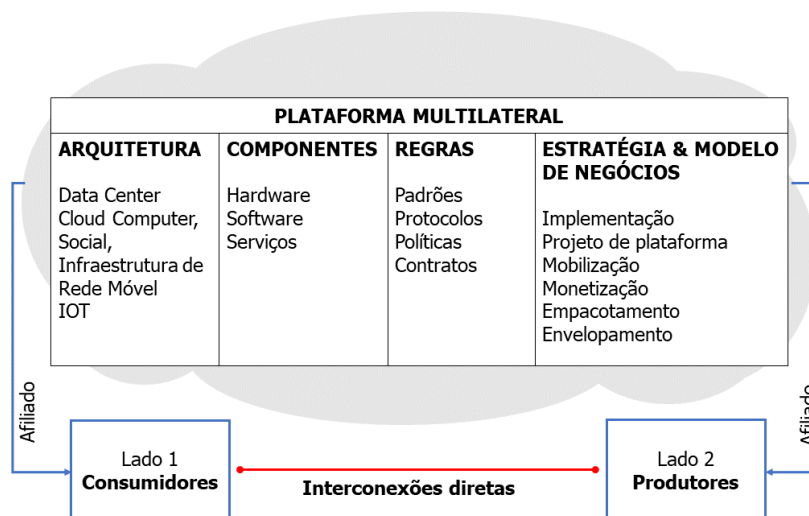 PLATAFORMA MULTILATERAL
ARQUITETURA
Data Center
Cloud Computer,
Social,
Infraestrutura de
Rede Móvel
IOT
COMPONENTES
Hardware
Software
Serviços
REGRAS
Padrões
Protocolos
Políticas
Contratos
ESTRATÉGIA & MODELO
DE NEGÓCIOS
Implementação
Projeto de plataforma
Mobilização
Monetização
Empacotamento
Envelopamento
Afiliado
Afiliado
Lado 1
Consumidores
Interconexões diretas
Lado 2
Produtores